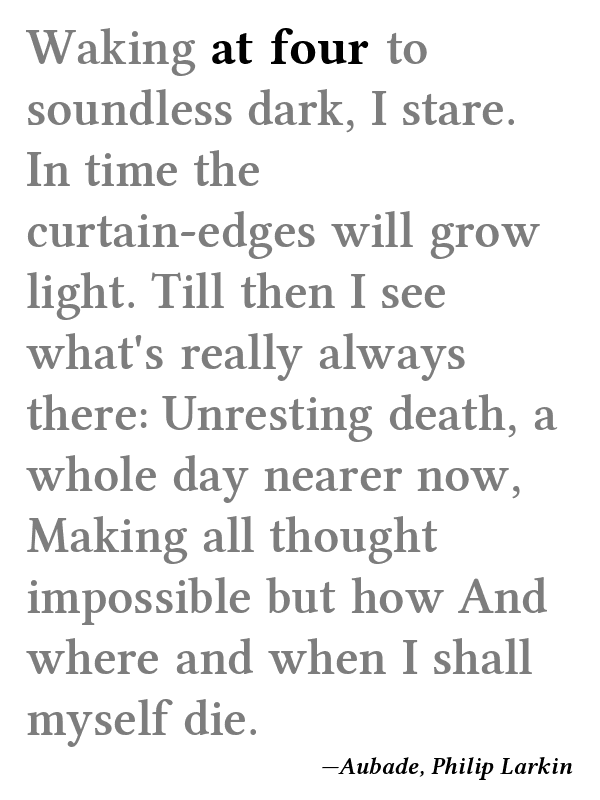 Waking at four to
soundless dark, I stare.
In time the
curtain-edges will grow
light. Till then I see
what's really always
there: Unresting death, a
whole day nearer now,
Making all thought
impossible but how And
where and when I shall
myself die.
—Aubade, Philip Larkin